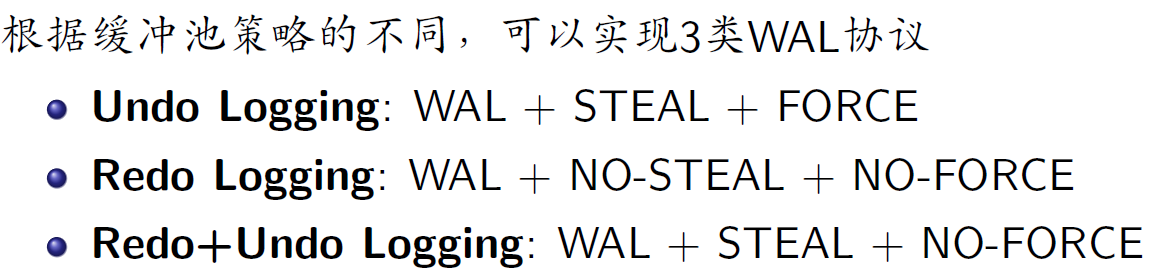 根据缓冲池策略的不同，可以实现3类WAL协议
Undo Logging: WAL + STEAL + FORCE
Redo Logging: WAL + NO-STEAL + NO-FORCE
Redo+Undo Logging: WAL + STEAL + NO-FORCE